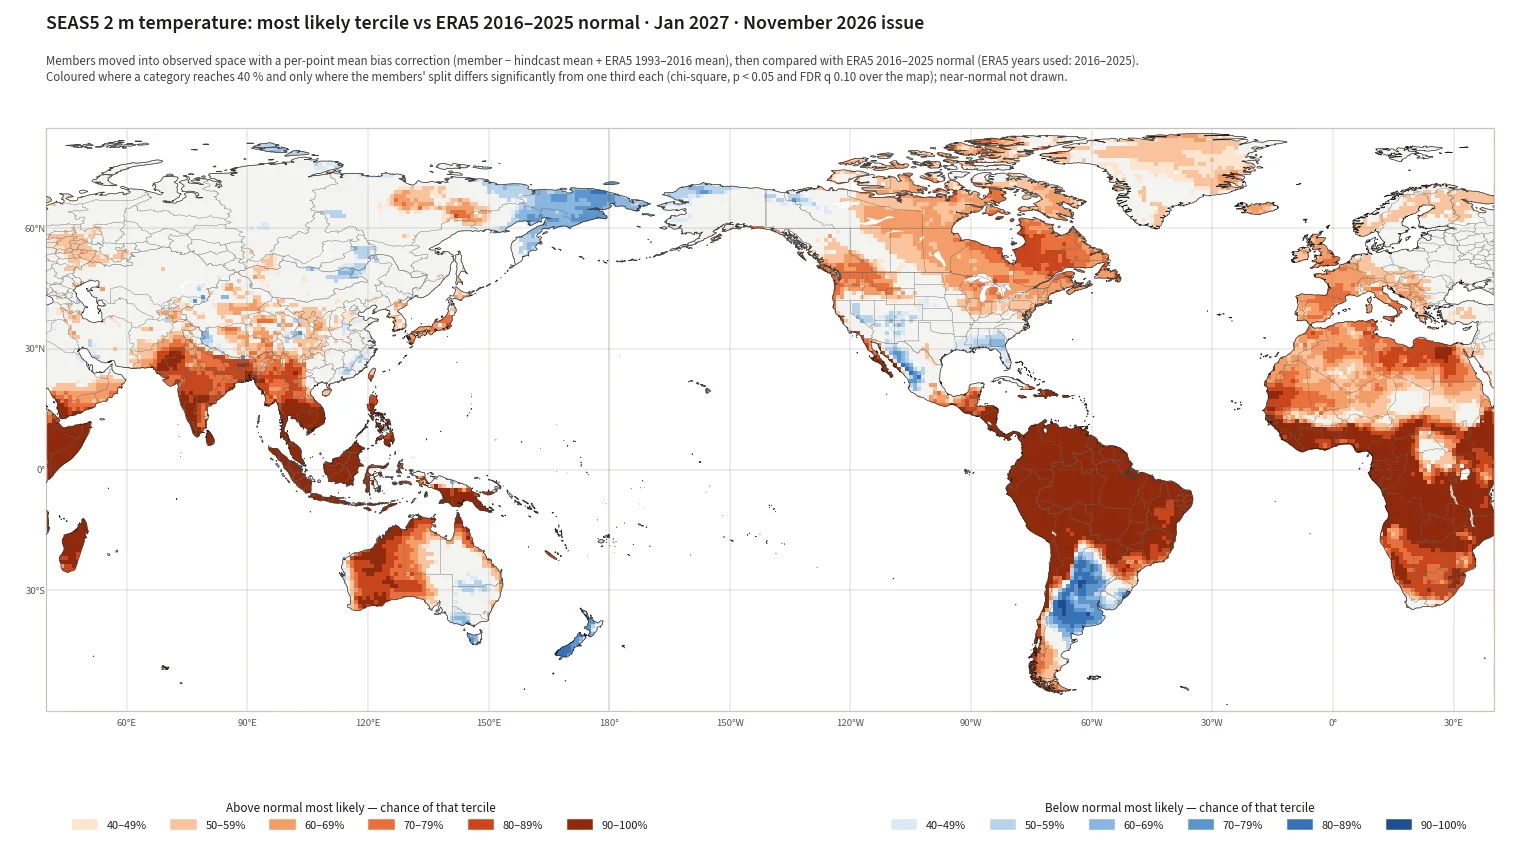 SEAS5 2 m temperature: most likely tercile vs ERA5 2016–2025 normal · Jan 2027 · November 2026 issue
Members moved into observed space with a per-point mean bias correction (member − hindcast mean + ERA5 1993–2016 mean), then compared with ERA5 2016–2025 normal (ERA5 years used: 2016–2025).
Coloured where a category reaches 40 % and only where the members' split differs significantly from one third each (chi-square, p < 0.05 and FDR q 0.10 over the map); near-normal not drawn.
60°N
30°N
0°
30°S
60°E 90°E 120°E 150°E 180° 150°W 120°W 90°W 60°W 30°W 0° 30°E
Above normal most likely — chance of that tercile
40–49% 50–59% 60–69% 70–79% 80–89% 90–100%
Below normal most likely — chance of that tercile
40–49% 50–59% 60–69% 70–79% 80–89% 90–100%